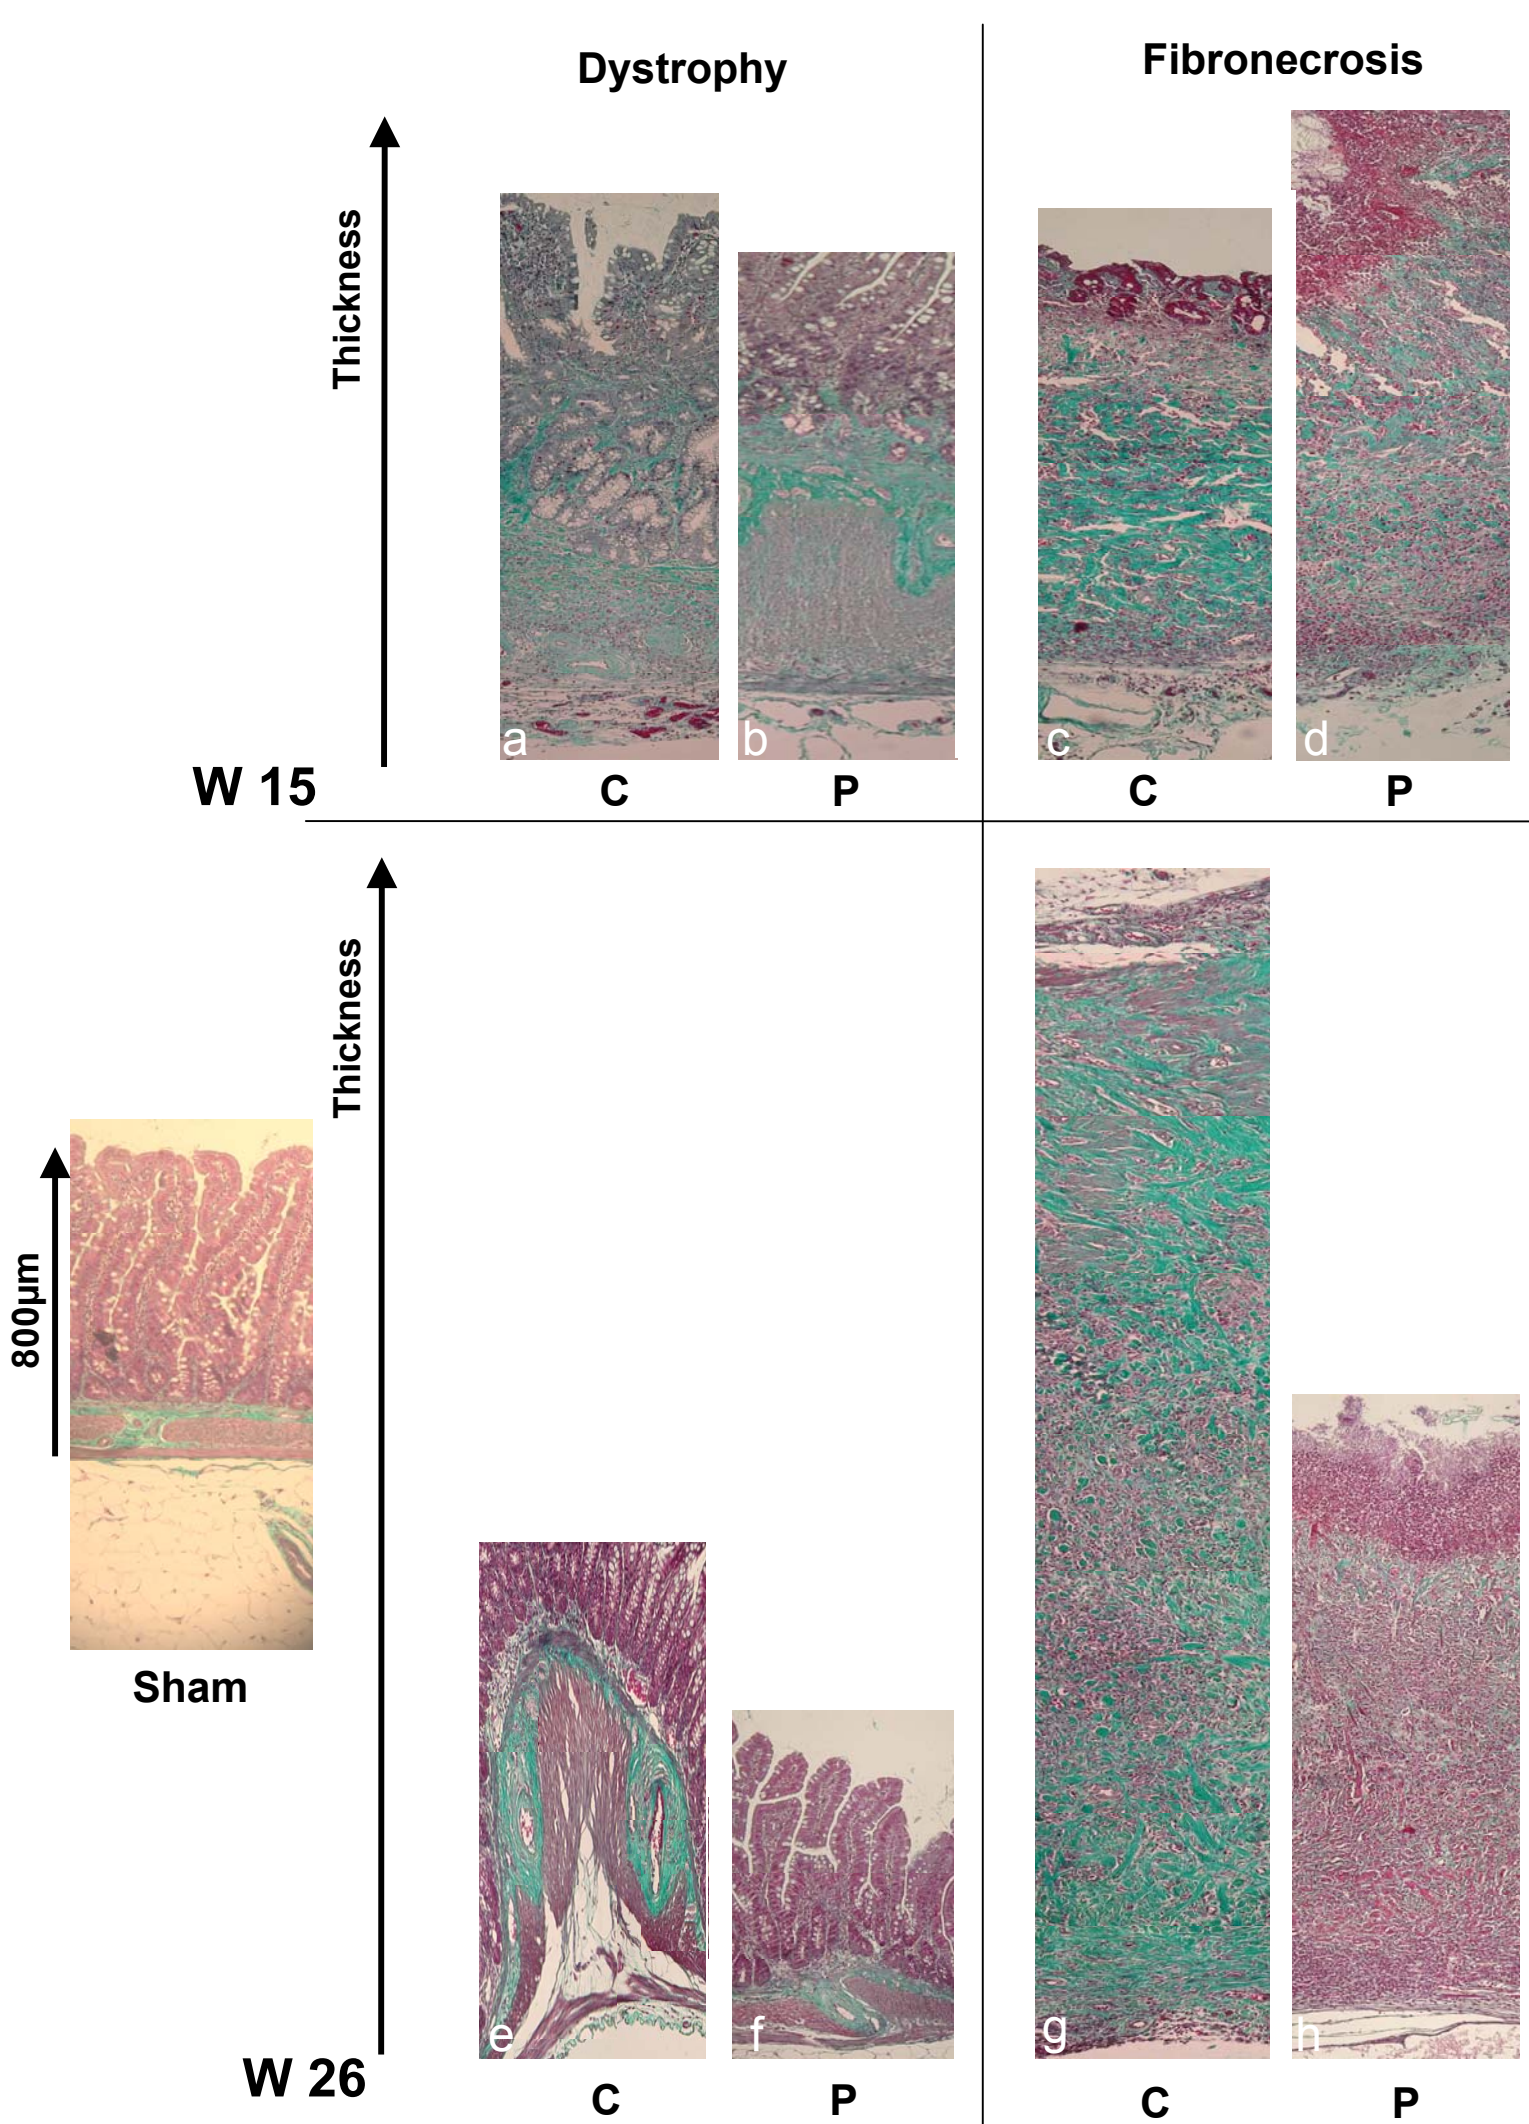 Dystrophy
Fibronecrosis
Thickness
a
b
c
d
W 15
C
P
C
P
Thickness
800µm
Sham
e
f
g
h
W 26
C
P
C
P